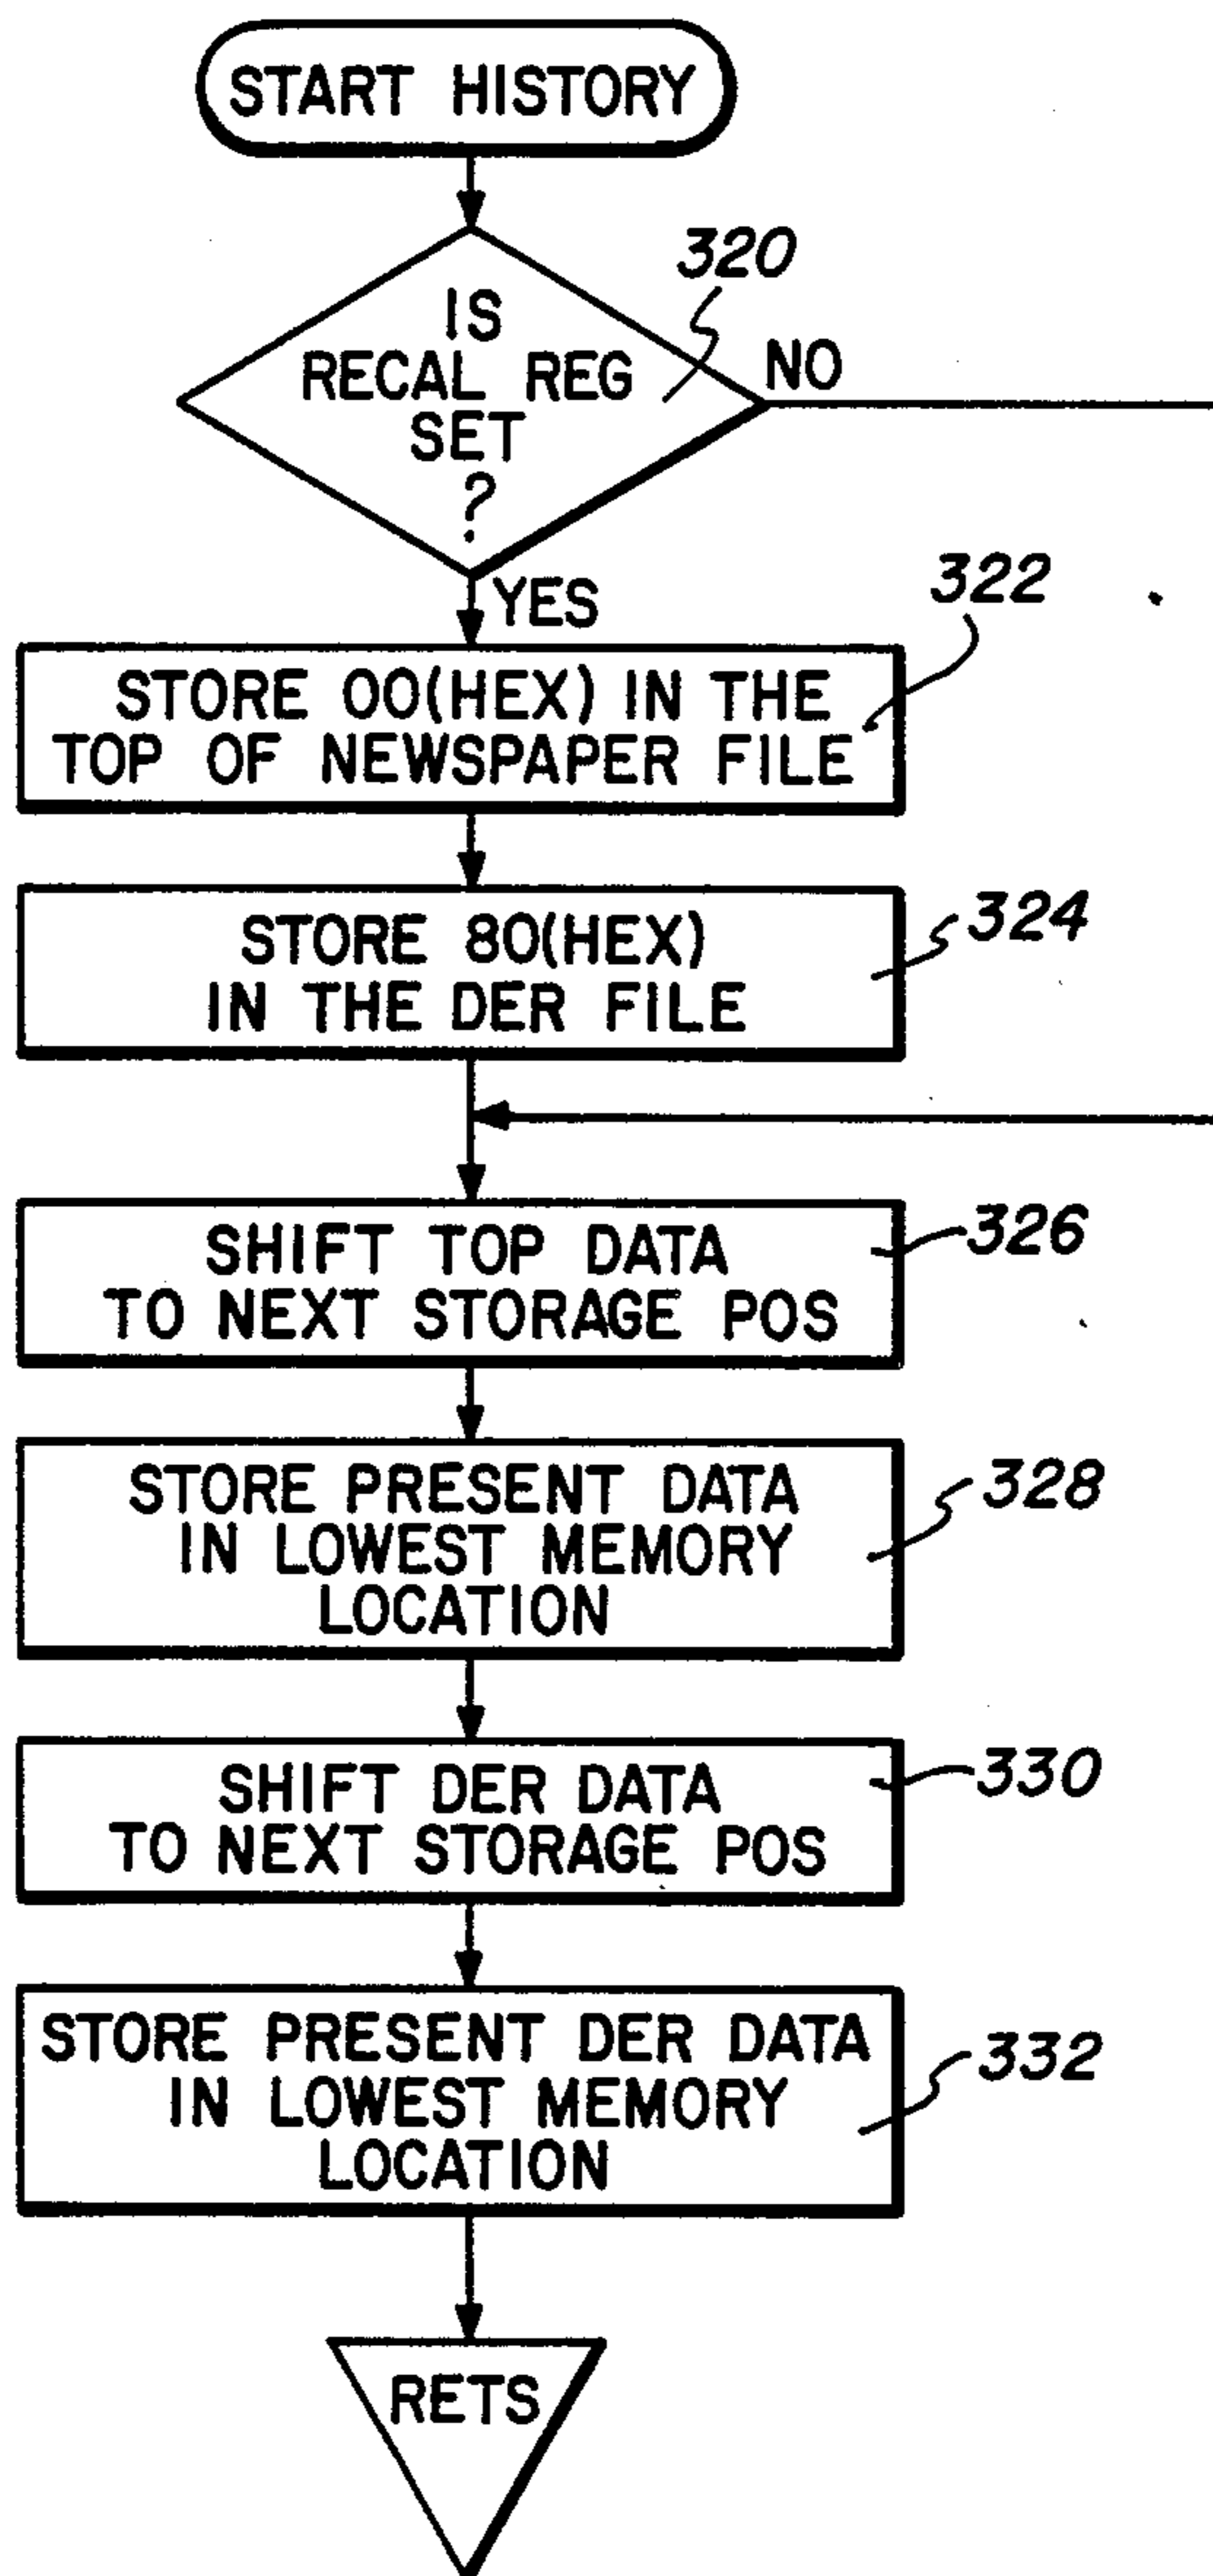 START HISTORY
320
IS
RECAL REG
SET
?
NO
YES
322
STORE 00(HEX) IN THE
TOP OF NEWSPAPER FILE
324
STORE 80(HEX)
IN THE DER FILE
326
SHIFT TOP DATA
TO NEXT STORAGE POS
328
STORE PRESENT DATA
IN LOWEST MEMORY
LOCATION
330
SHIFT DER DATA
TO NEXT STORAGE POS
332
STORE PRESENT DER DATA
IN LOWEST MEMORY
LOCATION
RETS